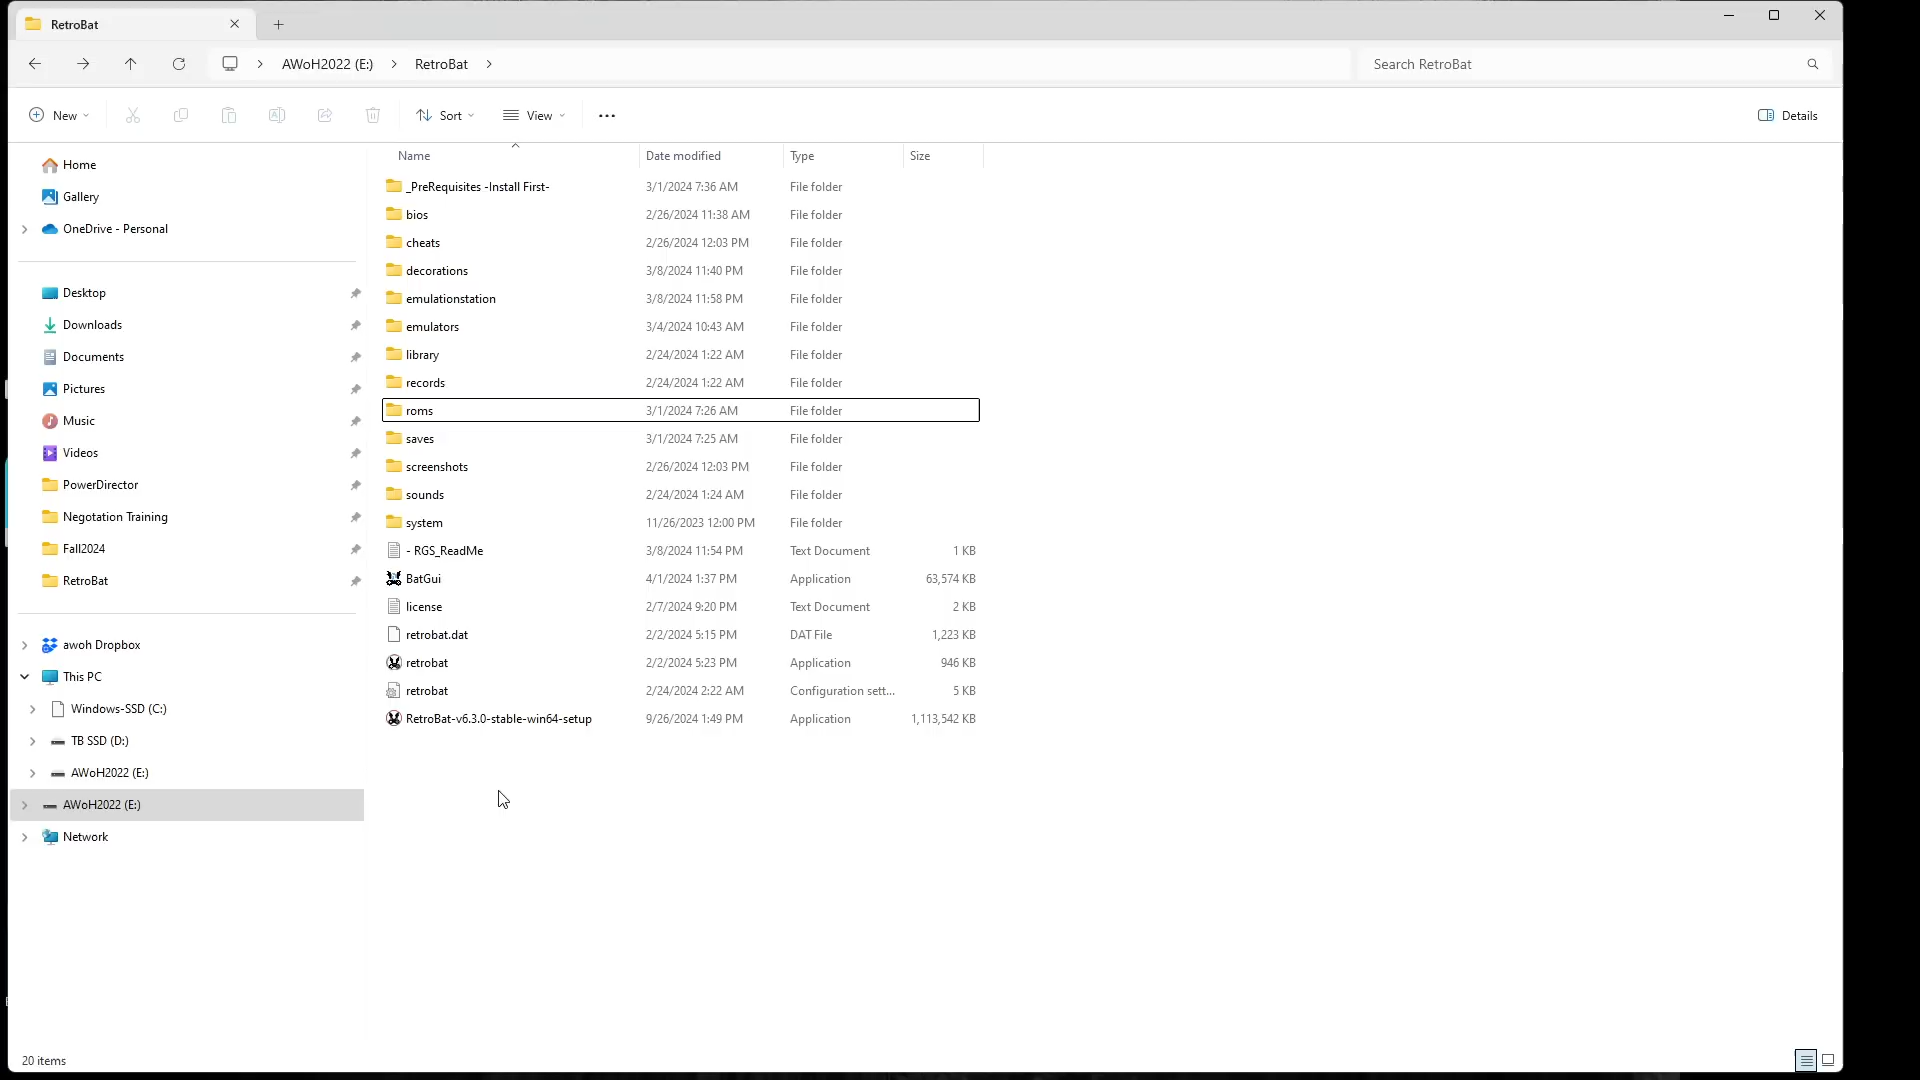 RetroBat
AWoH2022 (E:) RetroBat
Search RetroBat
New Sort View Details
Name Date modified Type Size
Home
Gallery
OneDrive - Personal
Desktop
Downloads
Documents
Pictures
Music
Videos
PowerDirector
Negotation Training
Fall2024
RetroBat
awoh Dropbox
This PC
Windows-SSD (C:)
TB SSD (D:)
AWoH2022 (E:)
AWoH2022 (E:)
Network
_PreRequisites -Install First- 3/1/2024 7:36 AM File folder
bios 2/26/2024 11:38 AM File folder
cheats 2/26/2024 12:03 PM File folder
decorations 3/8/2024 11:40 PM File folder
emulationstation 3/8/2024 11:58 PM File folder
emulators 3/4/2024 10:43 AM File folder
library 2/24/2024 1:22 AM File folder
records 2/24/2024 1:22 AM File folder
roms 3/1/2024 7:26 AM File folder
saves 3/1/2024 7:25 AM File folder
screenshots 2/26/2024 12:03 PM File folder
sounds 2/24/2024 1:24 AM File folder
system 11/26/2023 12:00 PM File folder
- RGS_ReadMe 3/8/2024 11:54 PM Text Document 1 KB
BatGui 4/1/2024 1:37 PM Application 63,574 KB
license 2/7/2024 9:20 PM Text Document 2 KB
retrobat.dat 2/2/2024 5:15 PM DAT File 1,223 KB
retrobat 2/2/2024 5:23 PM Application 946 KB
retrobat 2/24/2024 2:22 AM Configuration sett... 5 KB
RetroBat-v6.3.0-stable-win64-setup 9/26/2024 1:49 PM Application 1,113,542 KB
20 items